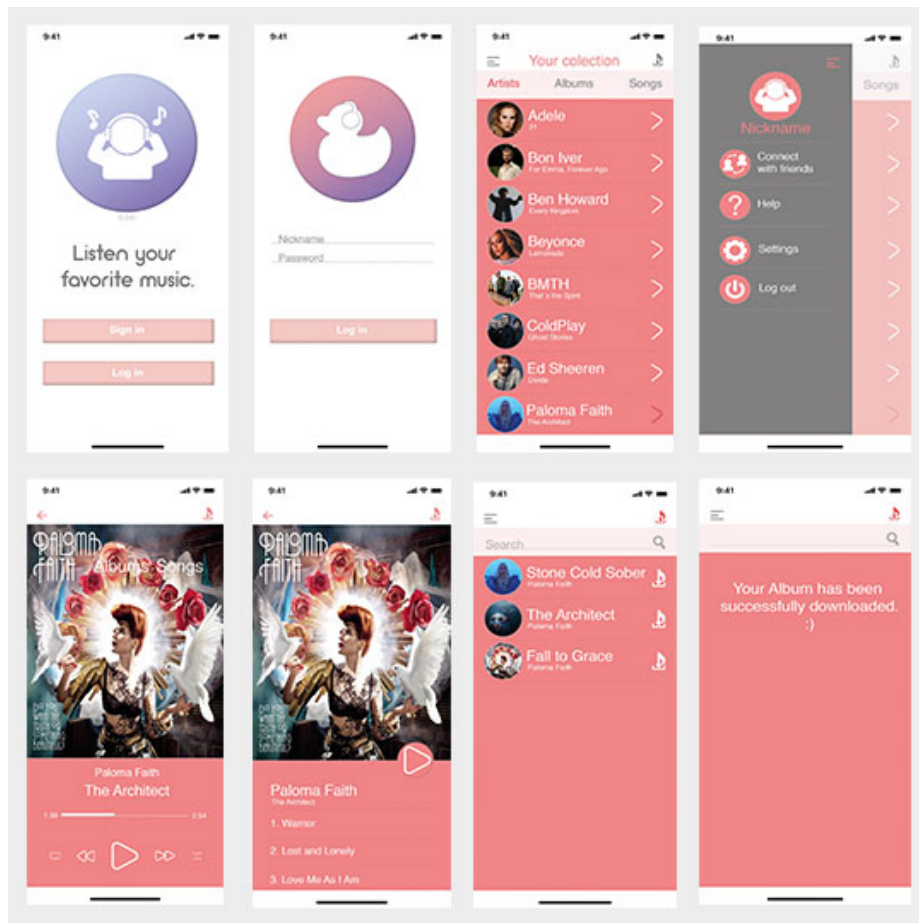 9:41
Listen your
favorite music.
Sign in
Log in
9:41
Nickname
Password
Log in
9:41
Your colection
Artists Albums Songs
Adele
21
Bon Iver
For Emma, Forever Ago
Ben Howard
Every Kingdom
Beyonce
Lemonade
BMTH
That's the Spirit
ColdPlay
Ghost Stories
Ed Sheeran
Divide
Paloma Faith
The Architect
9:41
Songs
Nickname
Connect
with friends
Help
Settings
Log out
9:41
PALOMA
FAITH
Albums Songs
Paloma Faith
The Architect
1:56 2:54
9:41
PALOMA
FAITH
Paloma Faith
The Architect
1. Warrior
2. Lost and Lonely
3. Love Me As I Am
9:41
Search
Stone Cold Sober
Paloma Faith
The Architect
Paloma Faith
Fall to Grace
Paloma Faith
9:41
Your Album has been
successfully downloaded.
:)